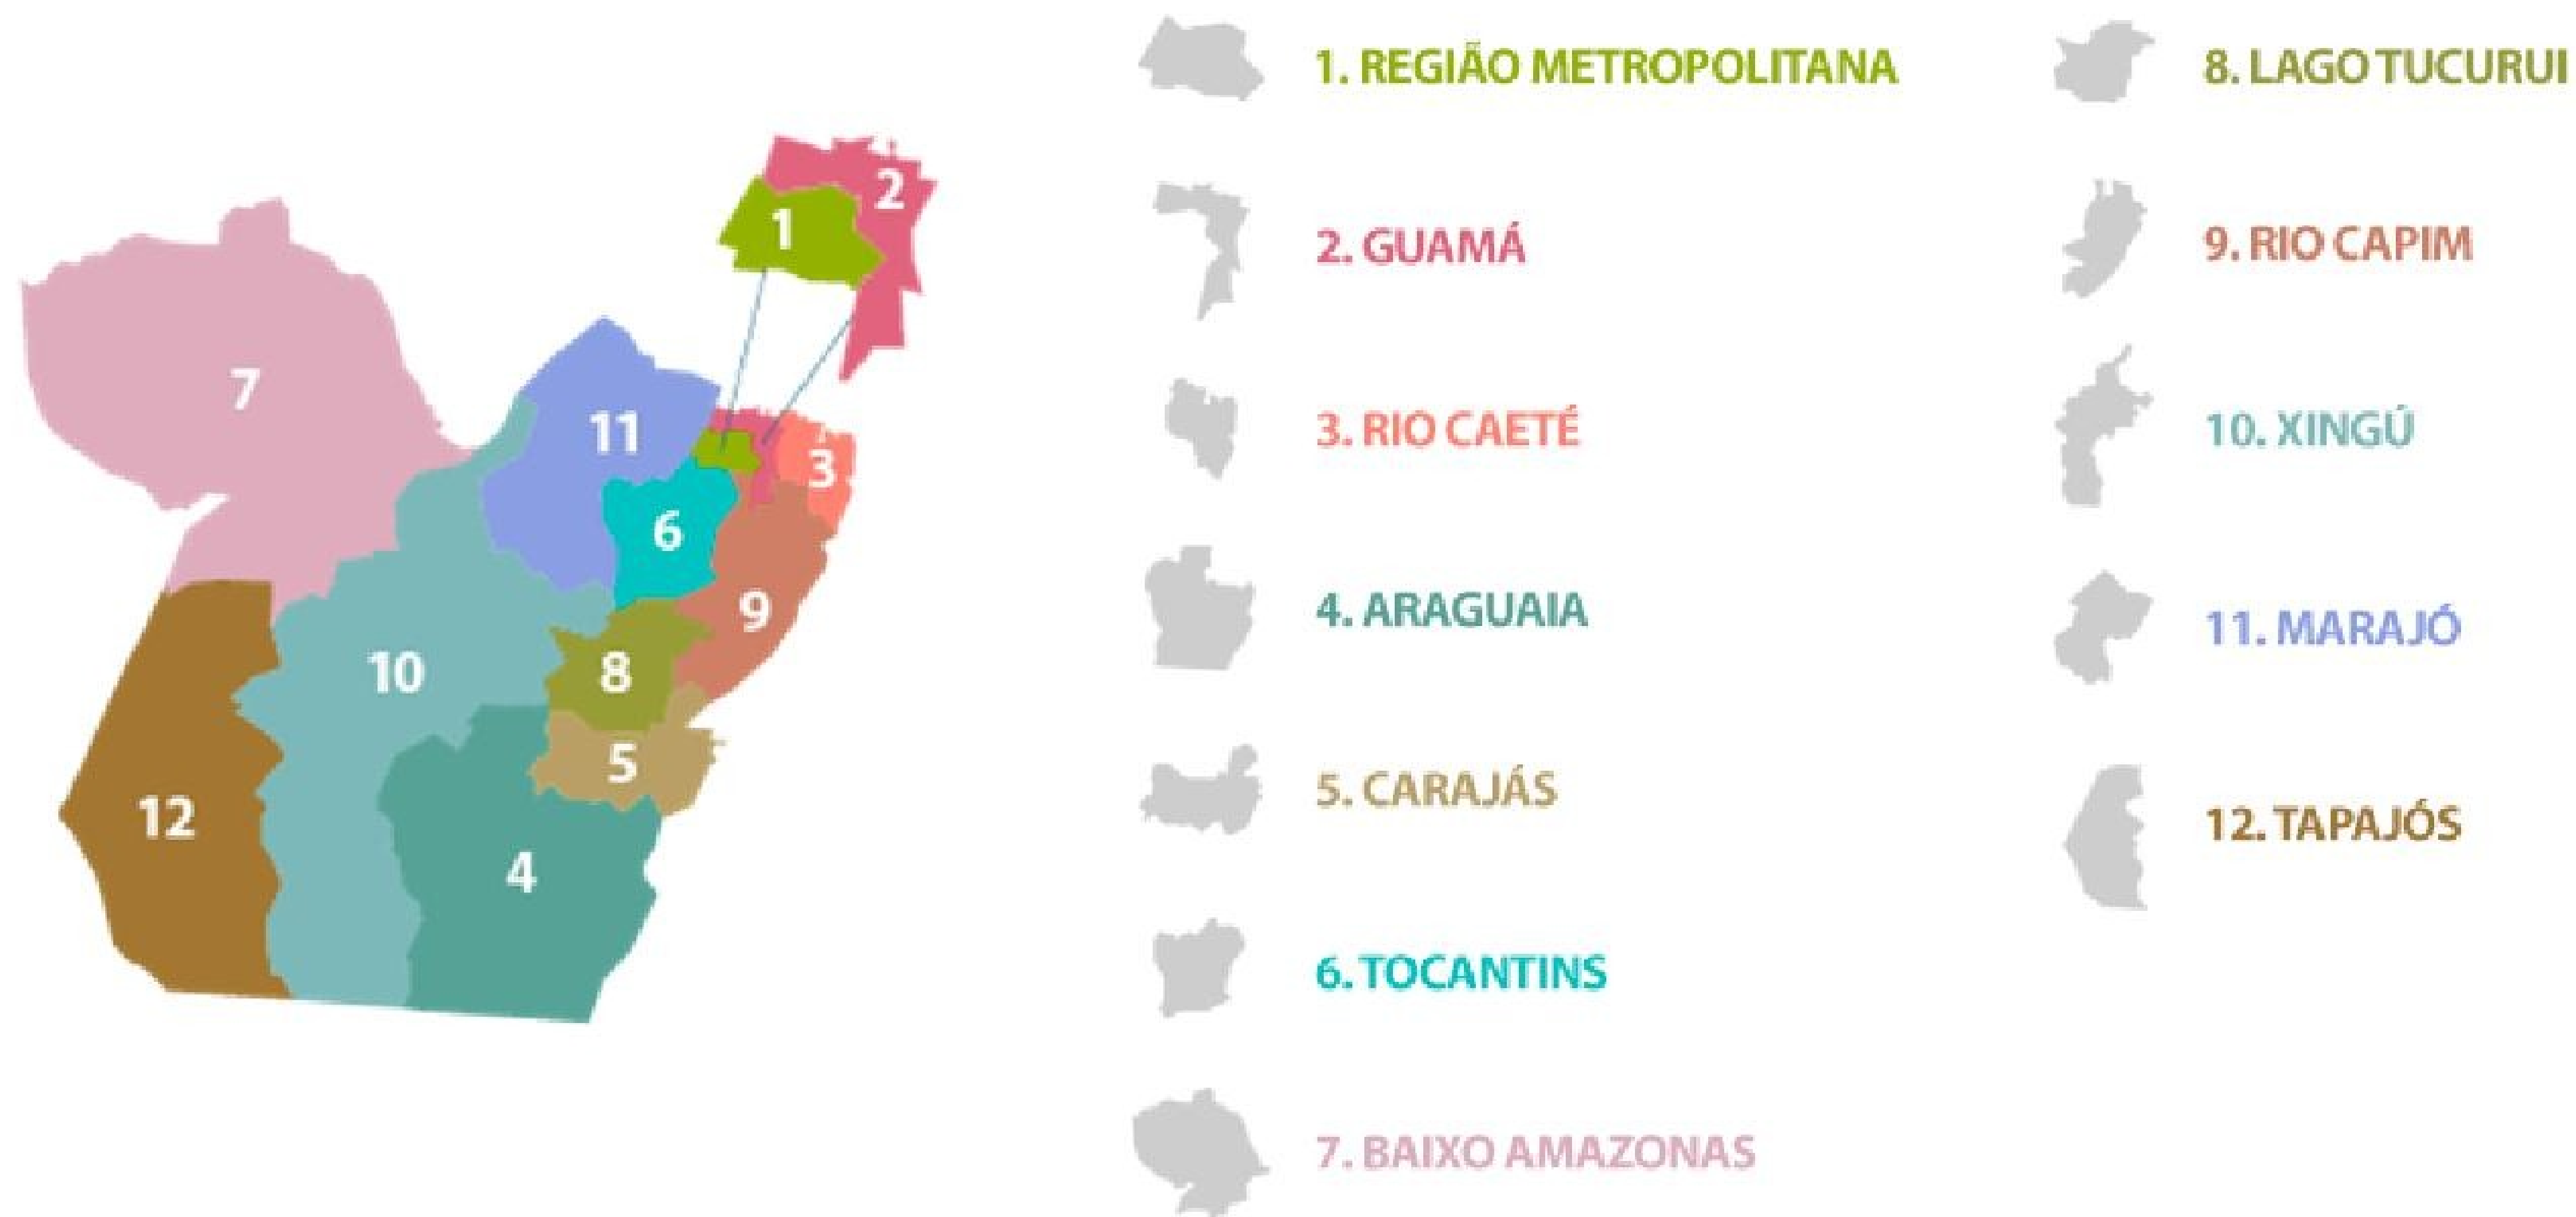 2
1
7
11
3
6
9
10
8
5
12
4
1. REGIÃO METROPOLITANA
2. GUAMÁ
3. RIO CAETÉ
4. ARAGUAIA
5. CARAJÁS
6. TOCANTINS
7. BAIXO AMAZONAS
8. LAGO TUCURUI
9. RIO CAPIM
10. XINGÚ
11. MARAJÓ
12. TAPAJÓS